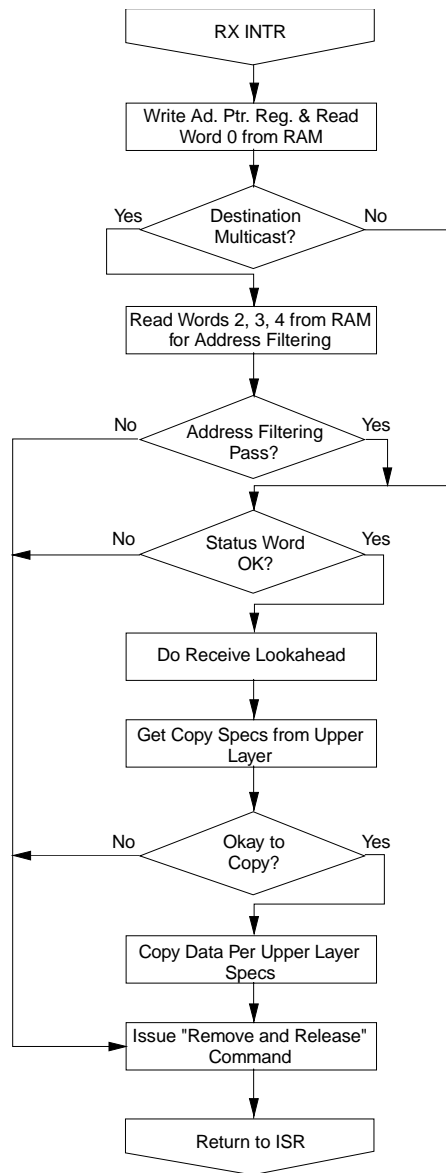 RX INTR
Write Ad. Ptr. Reg. & Read
Word 0 from RAM
Yes
Destination
Multicast?
No
Read Words 2, 3, 4 from RAM
for Address Filtering
No
Address Filtering
Pass?
Yes
No
Status Word
OK?
Yes
Do Receive Lookahead
Get Copy Specs from Upper
Layer
No
Okay to
Copy?
Yes
Copy Data Per Upper Layer
Specs
Issue "Remove and Release"
Command
Return to ISR